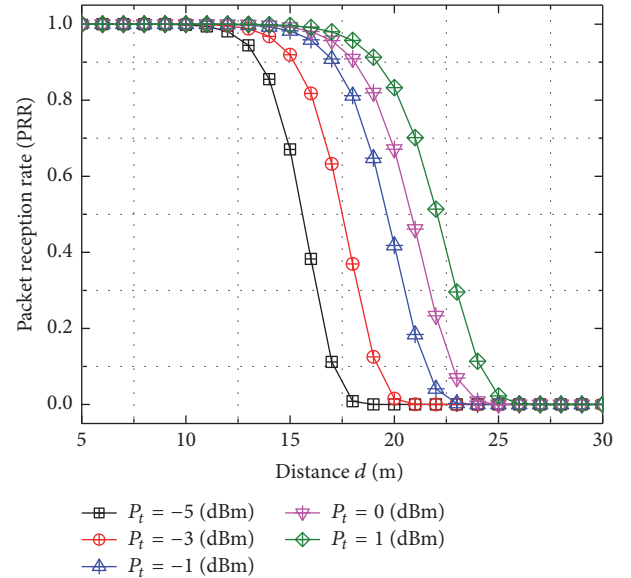 Packet reception rate (PRR)
1.0
0.8
0.6
0.4
0.2
0.0
5 10 15 20 25 30
Distance d (m)
P_t = −5 (dBm) P_t = 0 (dBm)
P_t = −3 (dBm) P_t = 1 (dBm)
P_t = −1 (dBm)